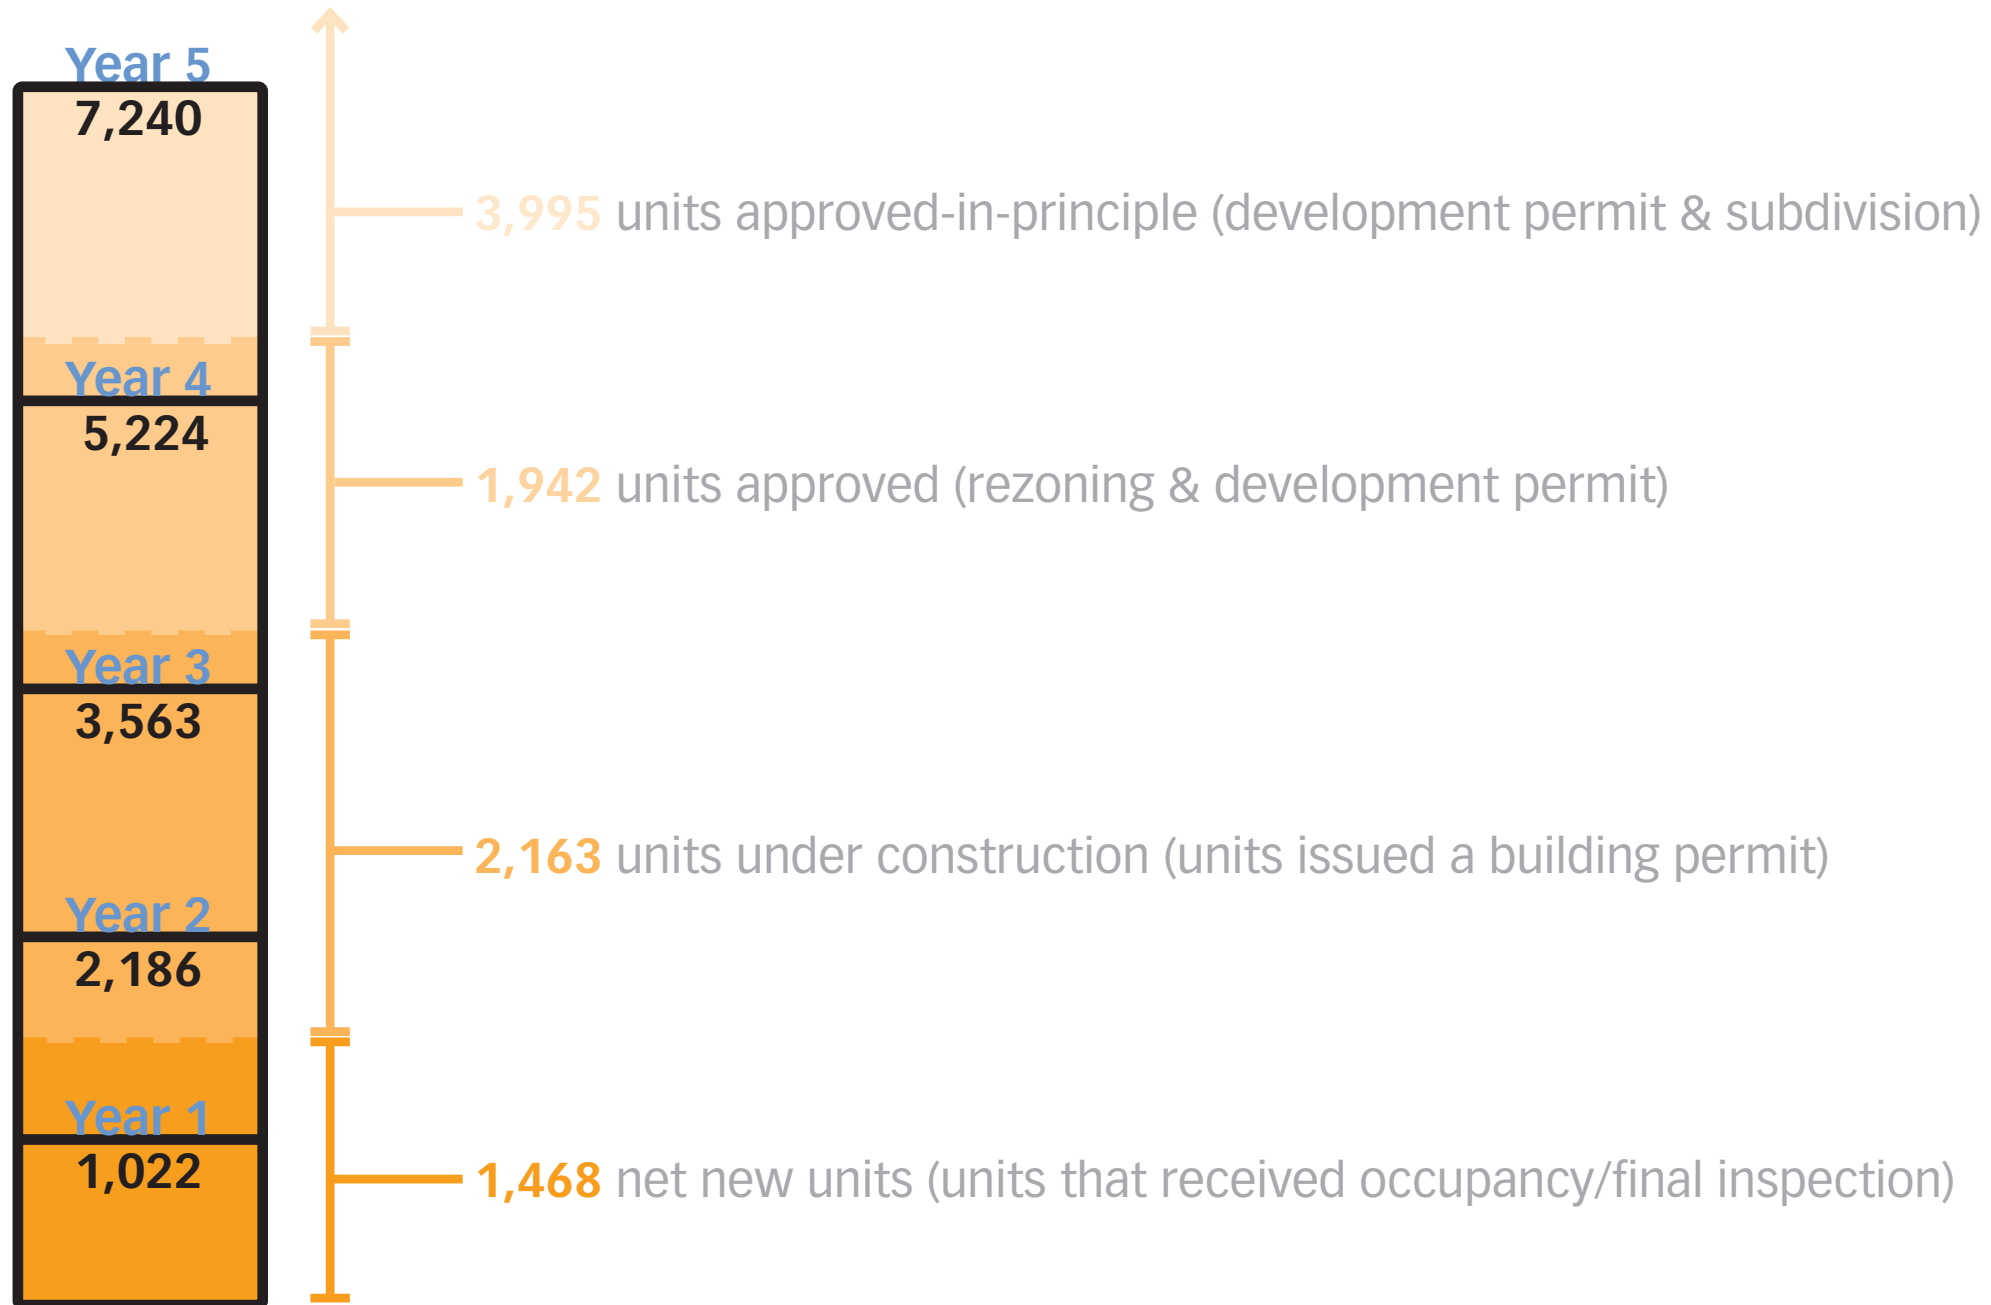 Year 5
7,240
3,995 units approved-in-principle (development permit & subdivision)
Year 4
5,224
1,942 units approved (rezoning & development permit)
Year 3
3,563
2,163 units under construction (units issued a building permit)
Year 2
2,186
Year 1
1,022
1,468 net new units (units that received occupancy/final inspection)